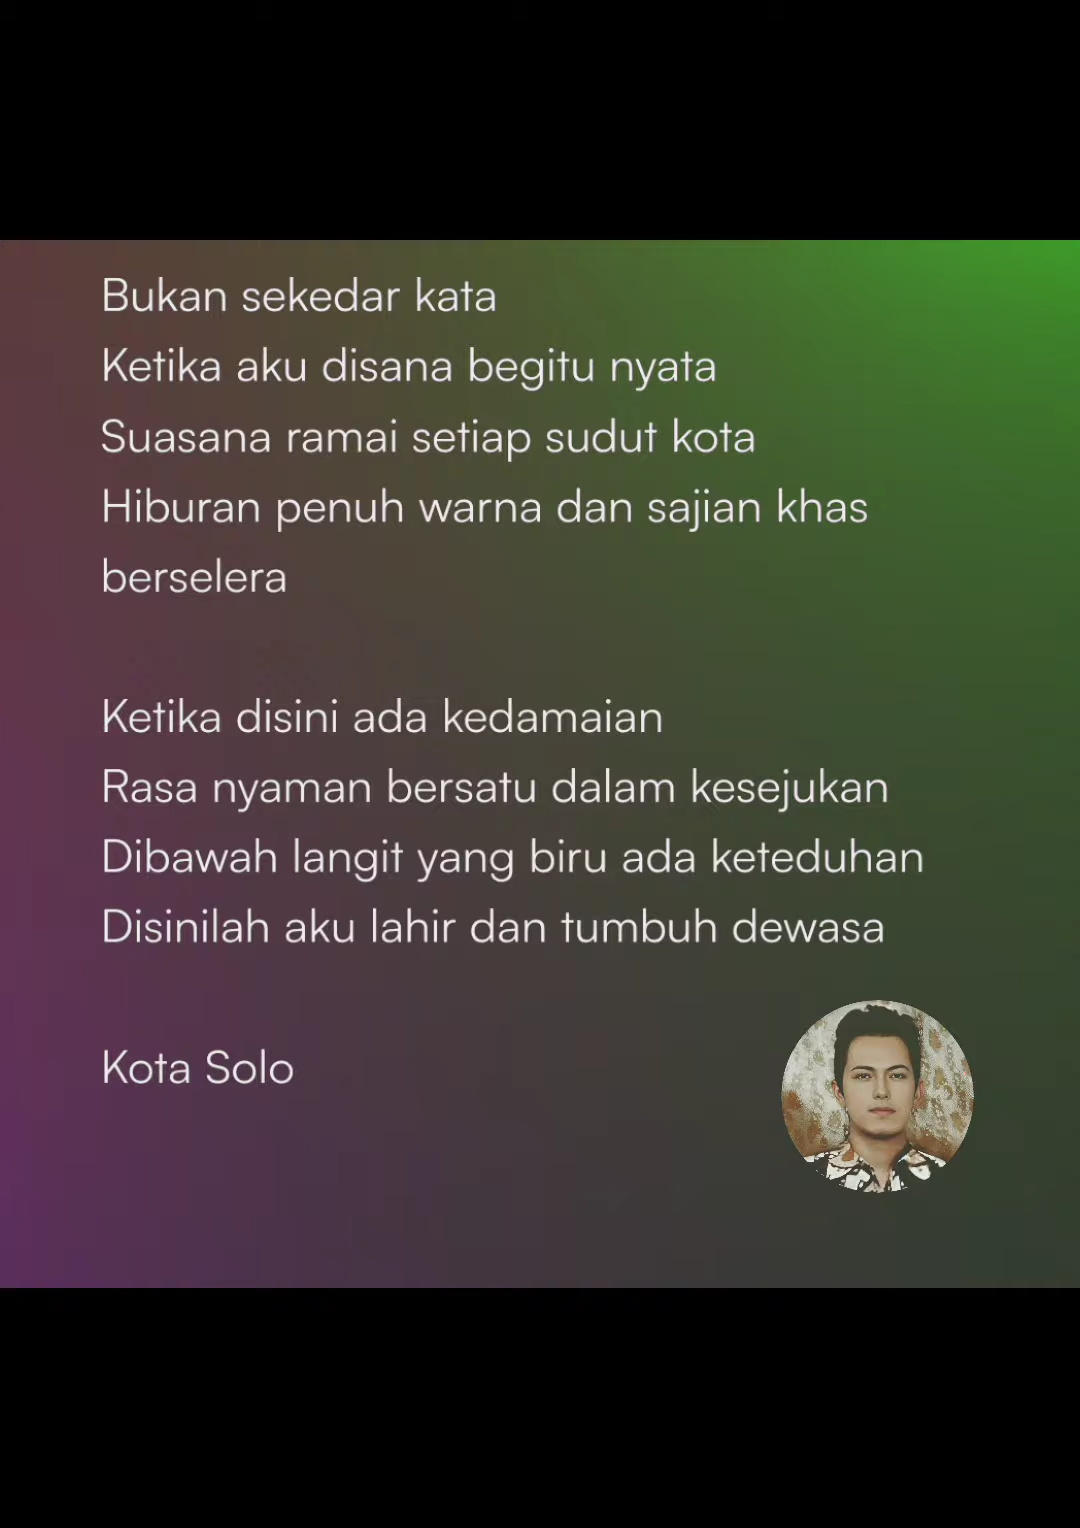 Bukan sekedar kata
Ketika aku disana begitu nyata
Suasana ramai setiap sudut kota
Hiburan penuh warna dan sajian khas
berselera
Ketika disini ada kedamaian
Rasa nyaman bersatu dalam kesejukan
Dibawah langit yang biru ada keteduhan
Disinilah aku lahir dan tumbuh dewasa
Kota Solo